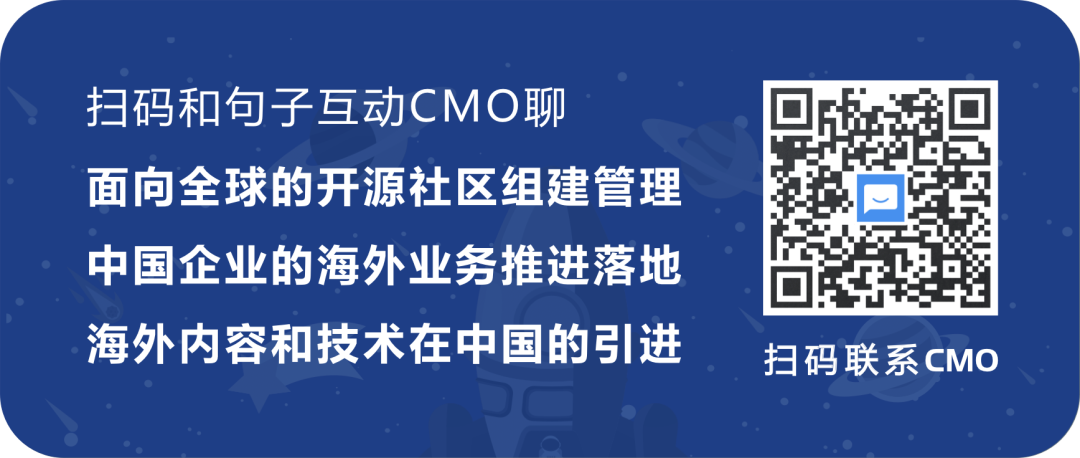 扫码和句子互动CMO聊
面向全球的开源社区组建管理
中国企业的海外业务推进落地
海外内容和技术在中国的引进
扫码联系CMO